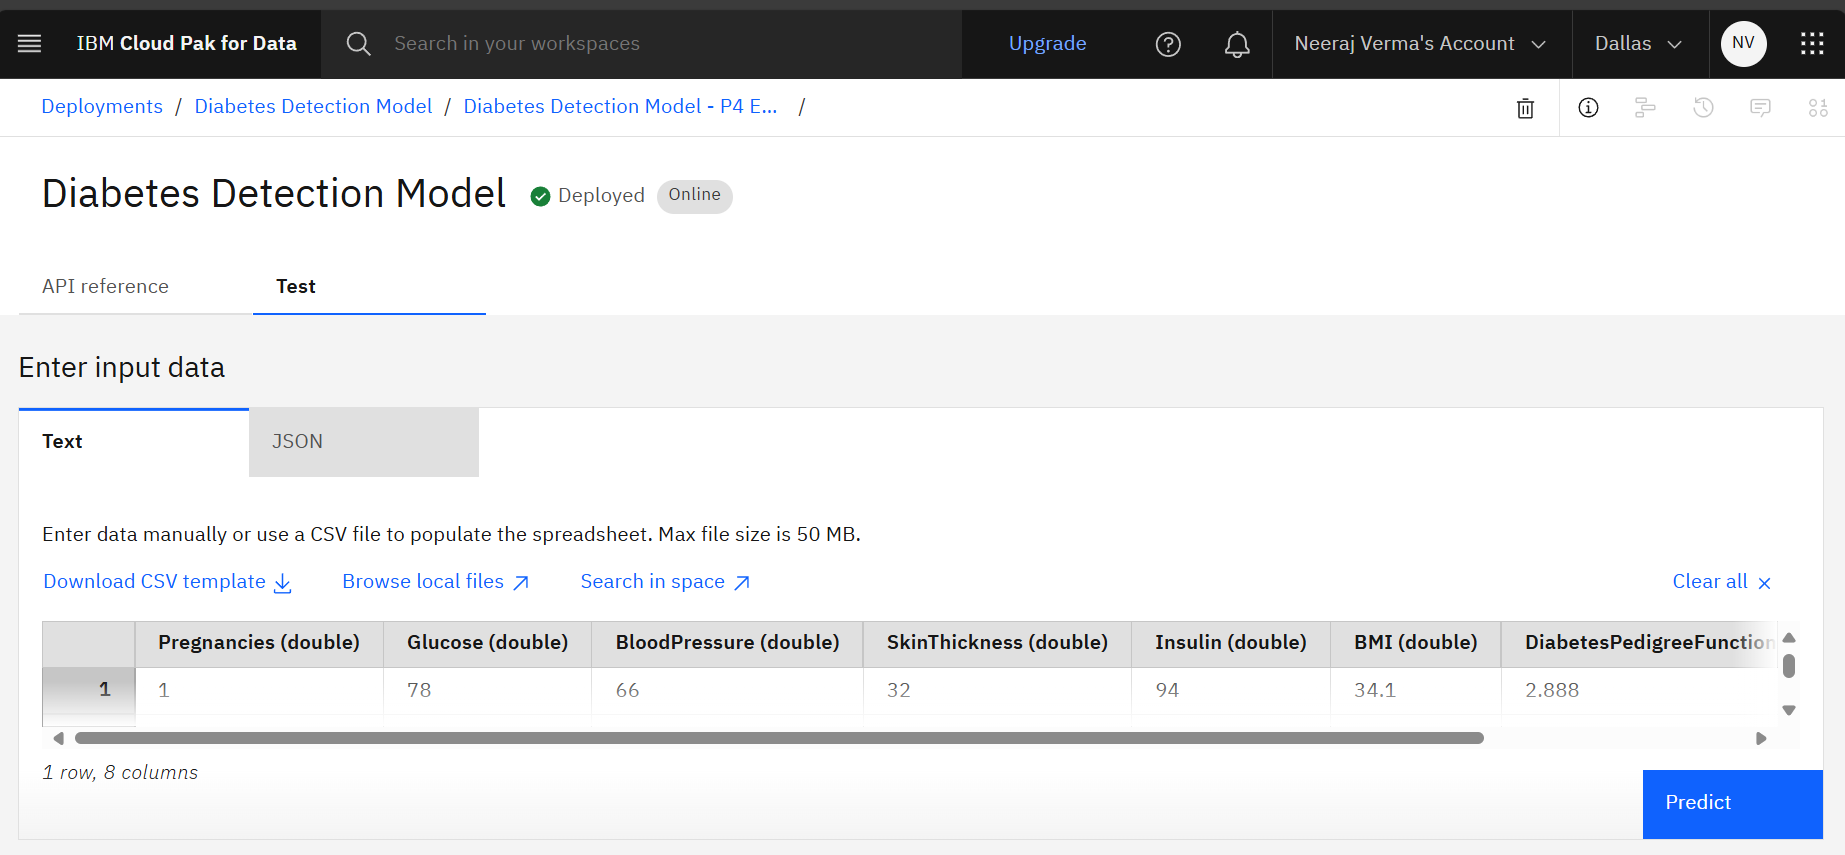 IBM Cloud Pak for Data
Search in your workspaces
Upgrade
Neeraj Verma's Account
Dallas
NV
Deployments / Diabetes Detection Model / Diabetes Detection Model - P4 E... /
Diabetes Detection Model
Deployed
Online
API reference
Test
Enter input data
Text
JSON
Enter data manually or use a CSV file to populate the spreadsheet. Max file size is 50 MB.
Download CSV template
Browse local files
Search in space
Clear all
Pregnancies (double) Glucose (double) BloodPressure (double) SkinThickness (double) Insulin (double) BMI (double) DiabetesPedigreeFunction
1 1 78 66 32 94 34.1 2.888
1 row, 8 columns
Predict